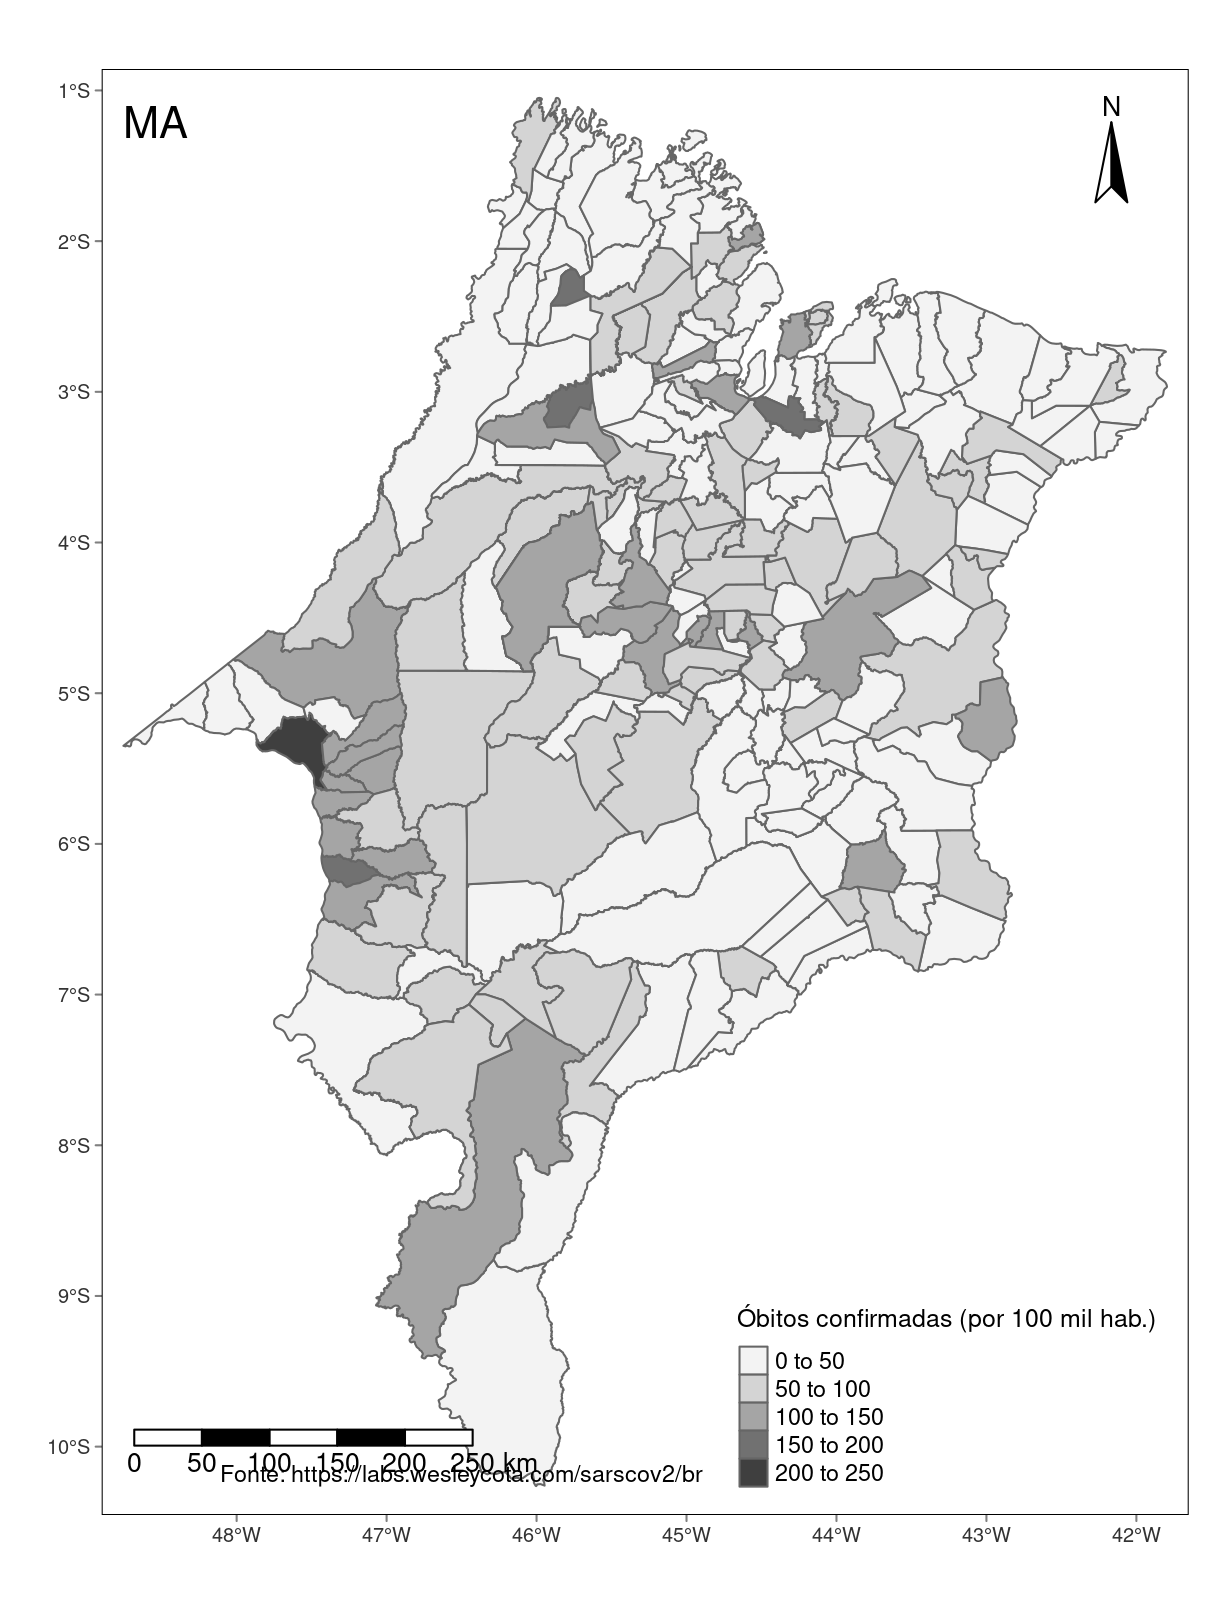 MA
N
1°S
2°S
3°S
4°S
5°S
6°S
7°S
8°S
9°S
10°S
Óbitos confirmadas (por 100 mil hab.)
0 to 50
50 to 100
100 to 150
150 to 200
200 to 250
0 50 100 150 200 250 km
Fonte: https://labs.wesleycota.com/sarscov2/br
48°W 47°W 46°W 45°W 44°W 43°W 42°W